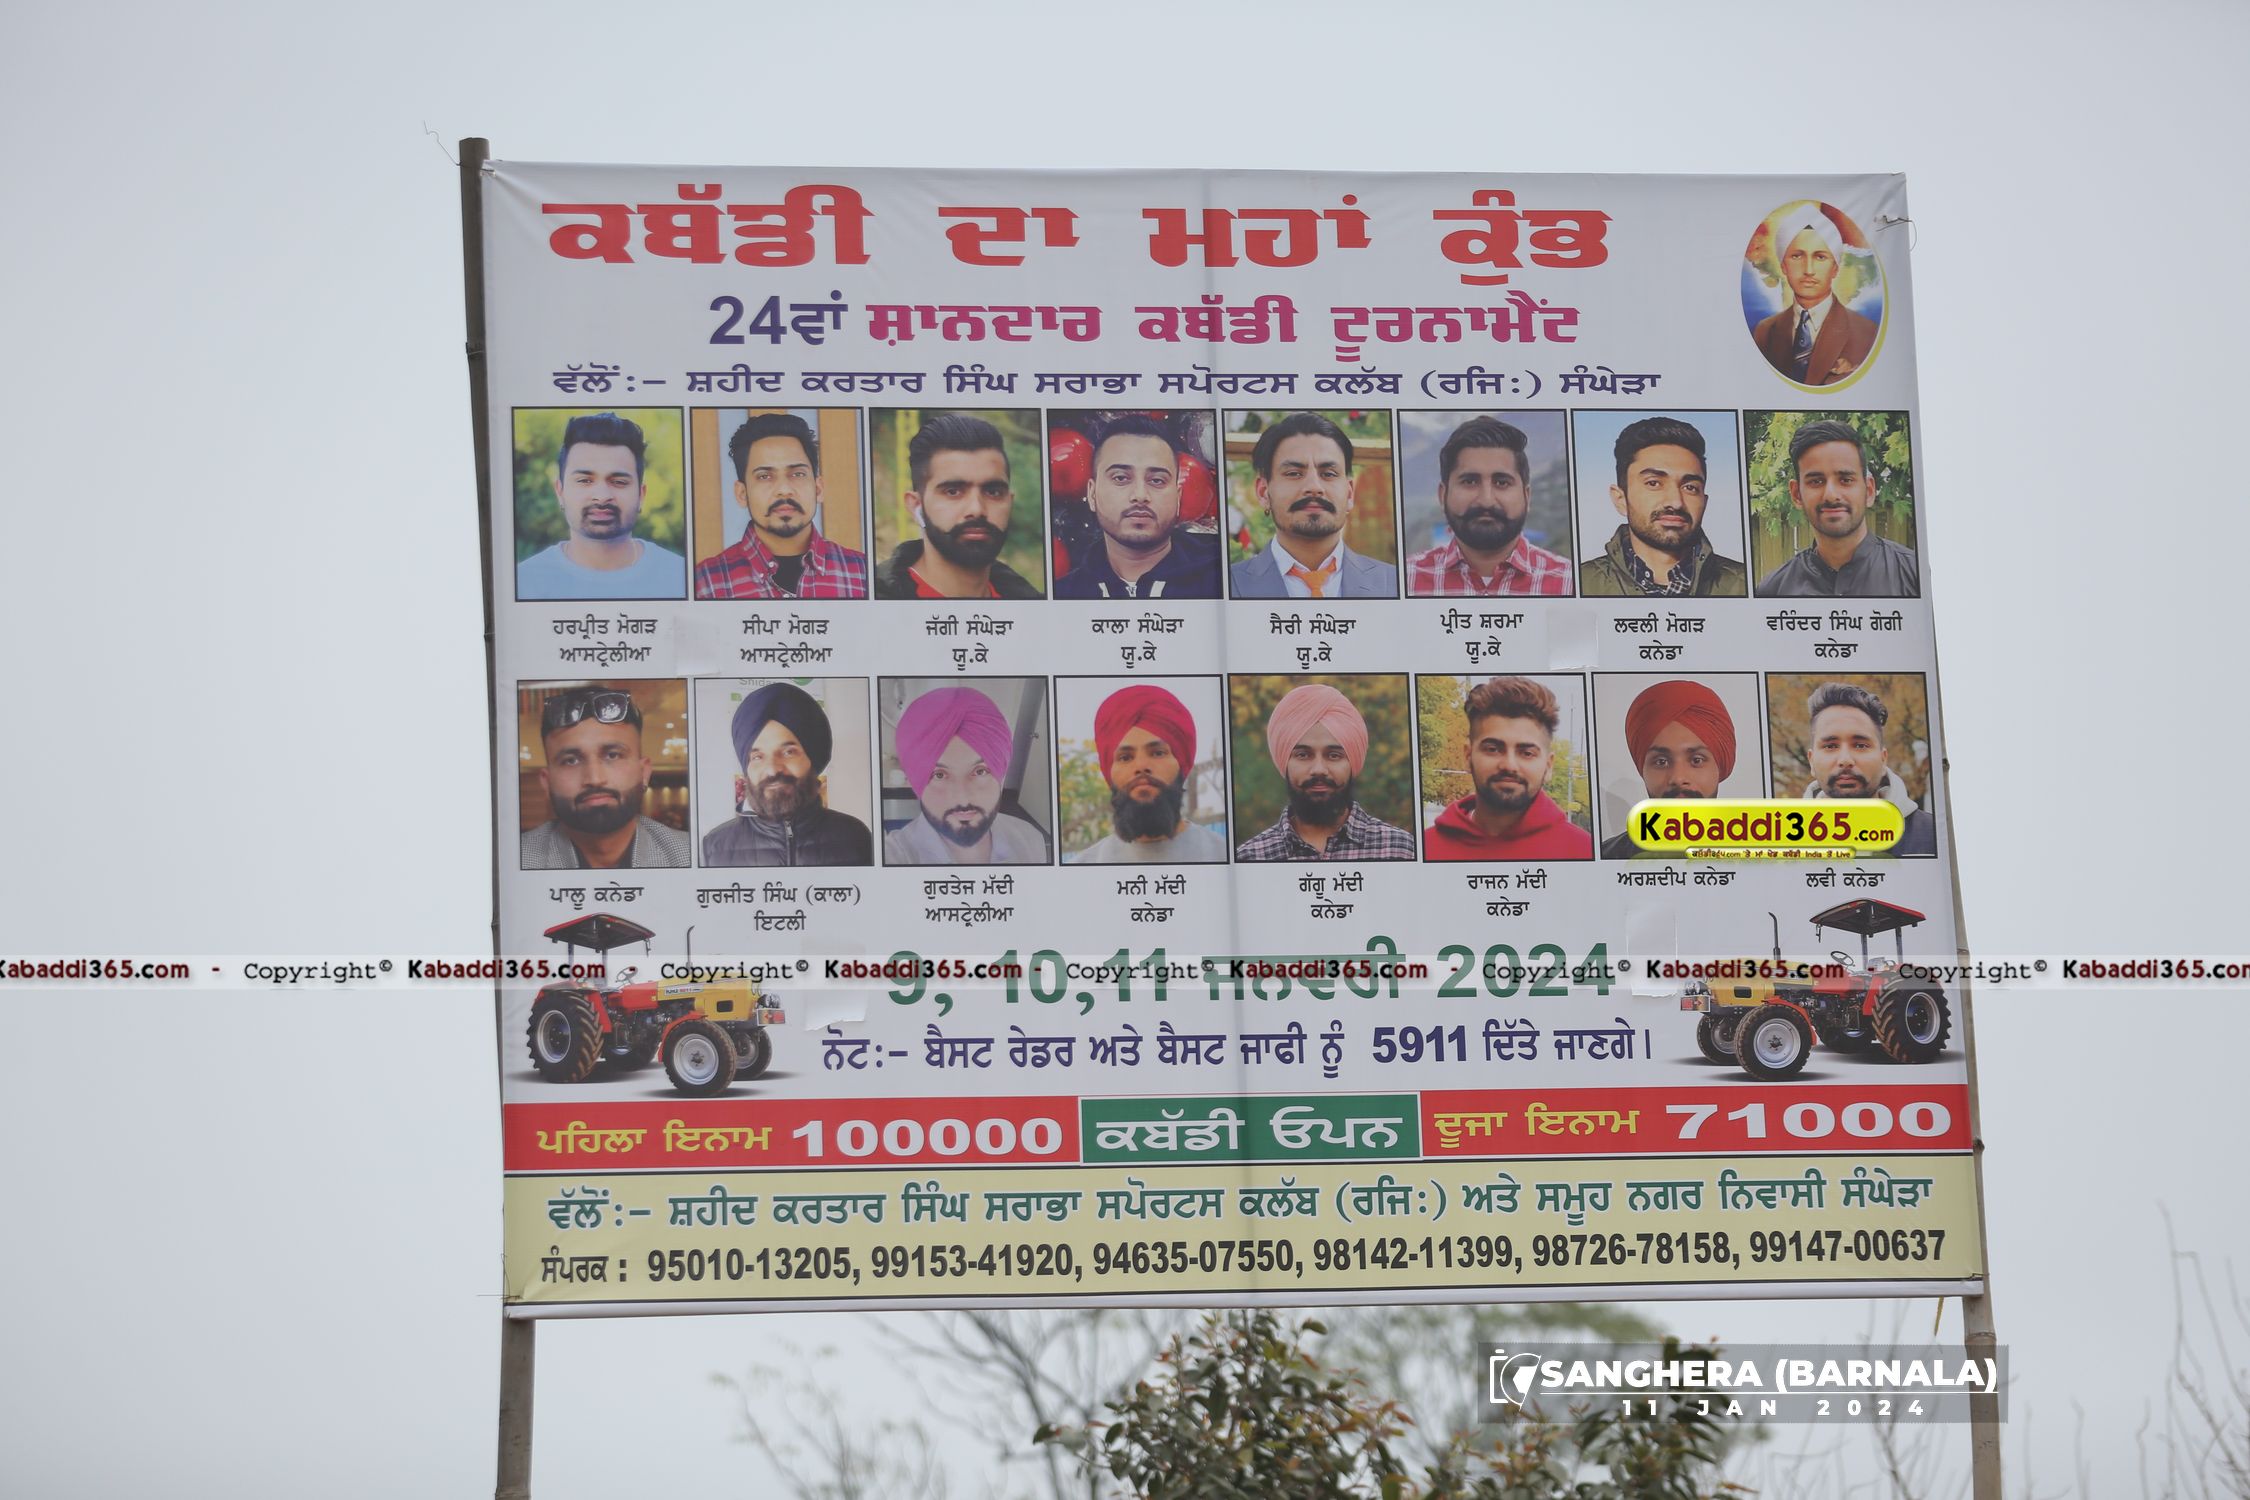 ਕਬੱਡੀ ਦਾ ਮਹਾਂ ਕੁੰਭ
24ਵਾਂ ਸ਼ਾਨਦਾਰ ਕਬੱਡੀ ਟੂਰਨਾਮੈਂਟ
ਵੱਲੋਂ:- ਸ਼ਹੀਦ ਕਰਤਾਰ ਸਿੰਘ ਸਰਾਭਾ ਸਪੋਰਟਸ ਕਲੱਬ (ਰਜਿ:) ਸੰਘੇੜਾ
ਹਰਪ੍ਰੀਤ ਮੋਗੜ ਸੀਪਾ ਮੋਗੜ ਜੱਗੀ ਸੰਘੇੜਾ ਕਾਲਾ ਸੰਘੇੜਾ ਸੈਰੀ ਸੰਘੇੜਾ ਪ੍ਰੀਤ ਸ਼ਰਮਾ ਲਵਲੀ ਮੋਗੜ ਵਰਿੰਦਰ ਸਿੰਘ ਗੋਗੀ
ਆਸਟ੍ਰੇਲੀਆ ਆਸਟ੍ਰੇਲੀਆ ਯੂ.ਕੇ ਯੂ.ਕੇ ਯੂ.ਕੇ ਯੂ.ਕੇ ਕਨੇਡਾ ਕਨੇਡਾ
Kabaddi365.com
ਪਾਲੂ ਕਨੇਡਾ ਗੁਰਜੀਤ ਸਿੰਘ (ਕਾਲਾ) ਗੁਰਤੇਜ ਮੱਦੀ ਮਨੀ ਮੱਦੀ ਗੱਗੂ ਮੱਦੀ ਰਾਜਨ ਮੱਦੀ ਅਰਸ਼ਦੀਪ ਕਨੇਡਾ ਲਵੀ ਕਨੇਡਾ
ਇਟਲੀ ਆਸਟ੍ਰੇਲੀਆ ਕਨੇਡਾ ਕਨੇਡਾ ਕਨੇਡਾ
Kabaddi365.com - Copyright© Kabaddi365.com - Copyright© Kabaddi365.com - Copyright© Kabaddi365.com - Copyright© Kabaddi365.com - Copyright© Kabaddi365.com
9, 10,11 ਜਨਵਰੀ 2024
ਨੋਟ:- ਬੈਸਟ ਰੇਡਰ ਅਤੇ ਬੈਸਟ ਜਾਫੀ ਨੂੰ 5911 ਦਿੱਤੇ ਜਾਣਗੇ।
ਪਹਿਲਾ ਇਨਾਮ 100000 ਕਬੱਡੀ ਓਪਨ ਦੂਜਾ ਇਨਾਮ 71000
ਵੱਲੋਂ:- ਸ਼ਹੀਦ ਕਰਤਾਰ ਸਿੰਘ ਸਰਾਭਾ ਸਪੋਰਟਸ ਕਲੱਬ (ਰਜਿ:) ਅਤੇ ਸਮੂਹ ਨਗਰ ਨਿਵਾਸੀ ਸੰਘੇੜਾ
ਸੰਪਰਕ : 95010-13205, 99153-41920, 94635-07550, 98142-11399, 98726-78158, 99147-00637
SANGHERA (BARNALA)
11 JAN 2024